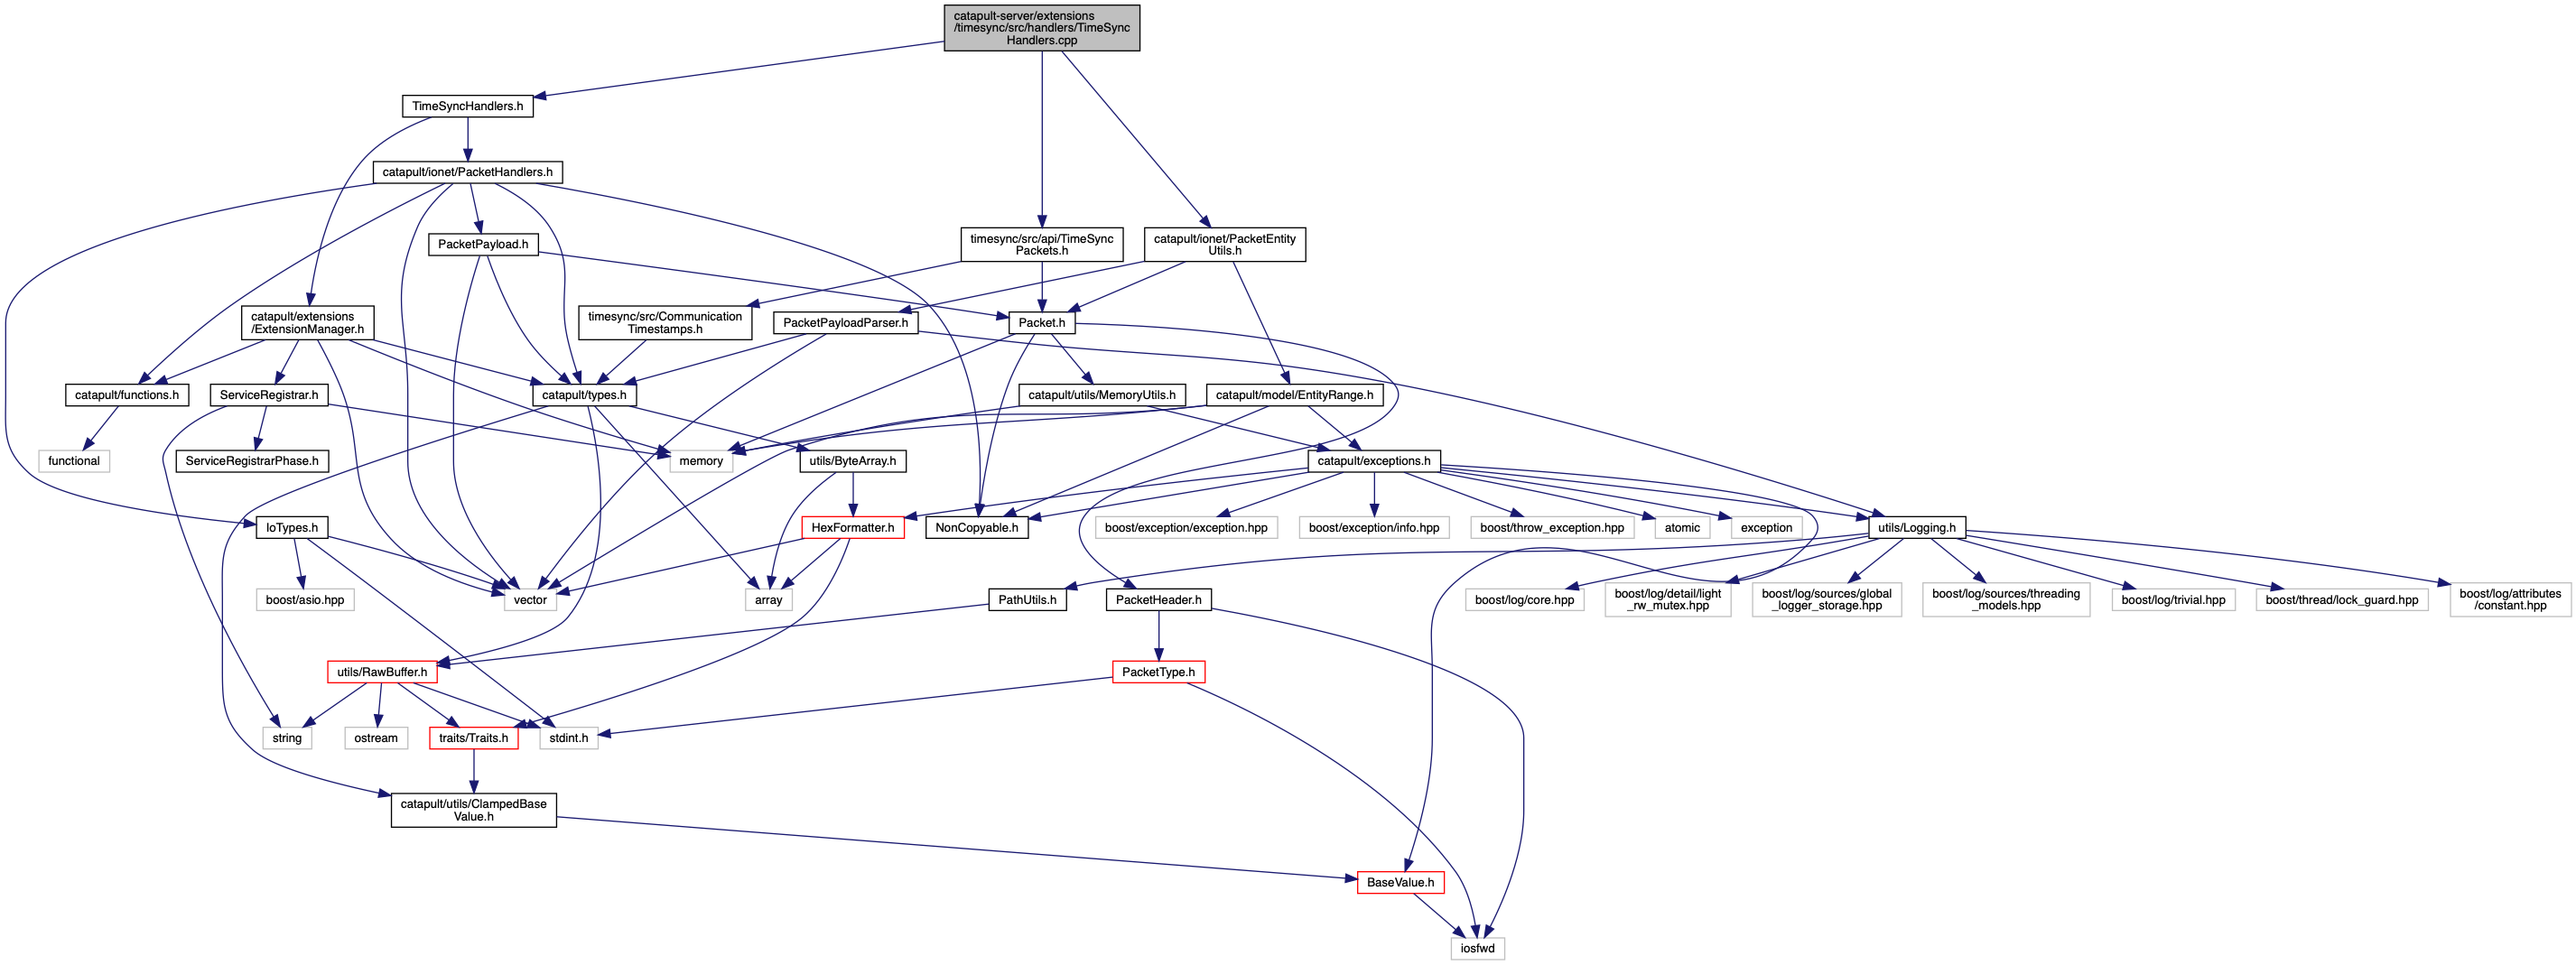 catapult-server/extensions
/timesync/src/handlers/TimeSync
Handlers.cpp
TimeSyncHandlers.h
catapult/ionet/PacketHandlers.h
PacketPayload.h
timesync/src/api/TimeSync
Packets.h
catapult/ionet/PacketEntity
Utils.h
catapult/extensions
/ExtensionManager.h
timesync/src/Communication
Timestamps.h
PacketPayloadParser.h
Packet.h
catapult/functions.h
ServiceRegistrar.h
catapult/types.h
catapult/utils/MemoryUtils.h
catapult/model/EntityRange.h
functional
ServiceRegistrarPhase.h
memory
utils/ByteArray.h
catapult/exceptions.h
IoTypes.h
HexFormatter.h
NonCopyable.h
boost/exception/exception.hpp
boost/exception/info.hpp
boost/throw_exception.hpp
atomic
exception
utils/Logging.h
boost/asio.hpp
vector
array
PathUtils.h
PacketHeader.h
boost/log/core.hpp
boost/log/detail/light
_rw_mutex.hpp
boost/log/sources/global
_logger_storage.hpp
boost/log/sources/threading
_models.hpp
boost/log/trivial.hpp
boost/thread/lock_guard.hpp
boost/log/attributes
/constant.hpp
utils/RawBuffer.h
PacketType.h
string
ostream
traits/Traits.h
stdint.h
catapult/utils/ClampedBase
Value.h
BaseValue.h
iosfwd